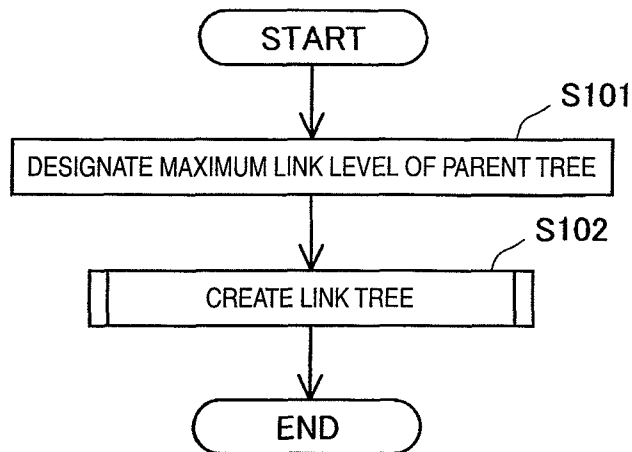 START
S101
DESIGNATE MAXIMUM LINK LEVEL OF PARENT TREE
S102
CREATE LINK TREE
END